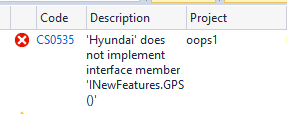 Code Description Project
CS0535 'Hyundai' does oops1
not implement
interface member
'INewFeatures.GPS
()'